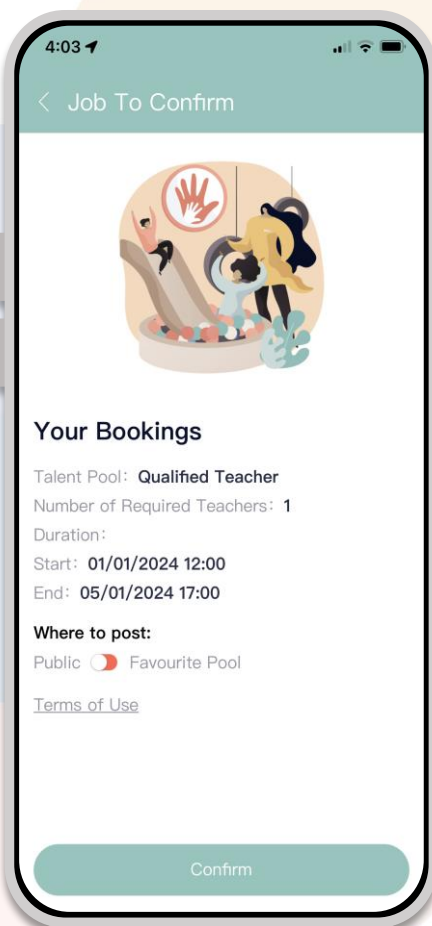 4:03
Job To Confirm
Your Bookings
Talent Pool: Qualified Teacher
Number of Required Teachers: 1
Duration:
Start: 01/01/2024 12:00
End: 05/01/2024 17:00
Where to post:
Public Favourite Pool
Terms of Use
Confirm